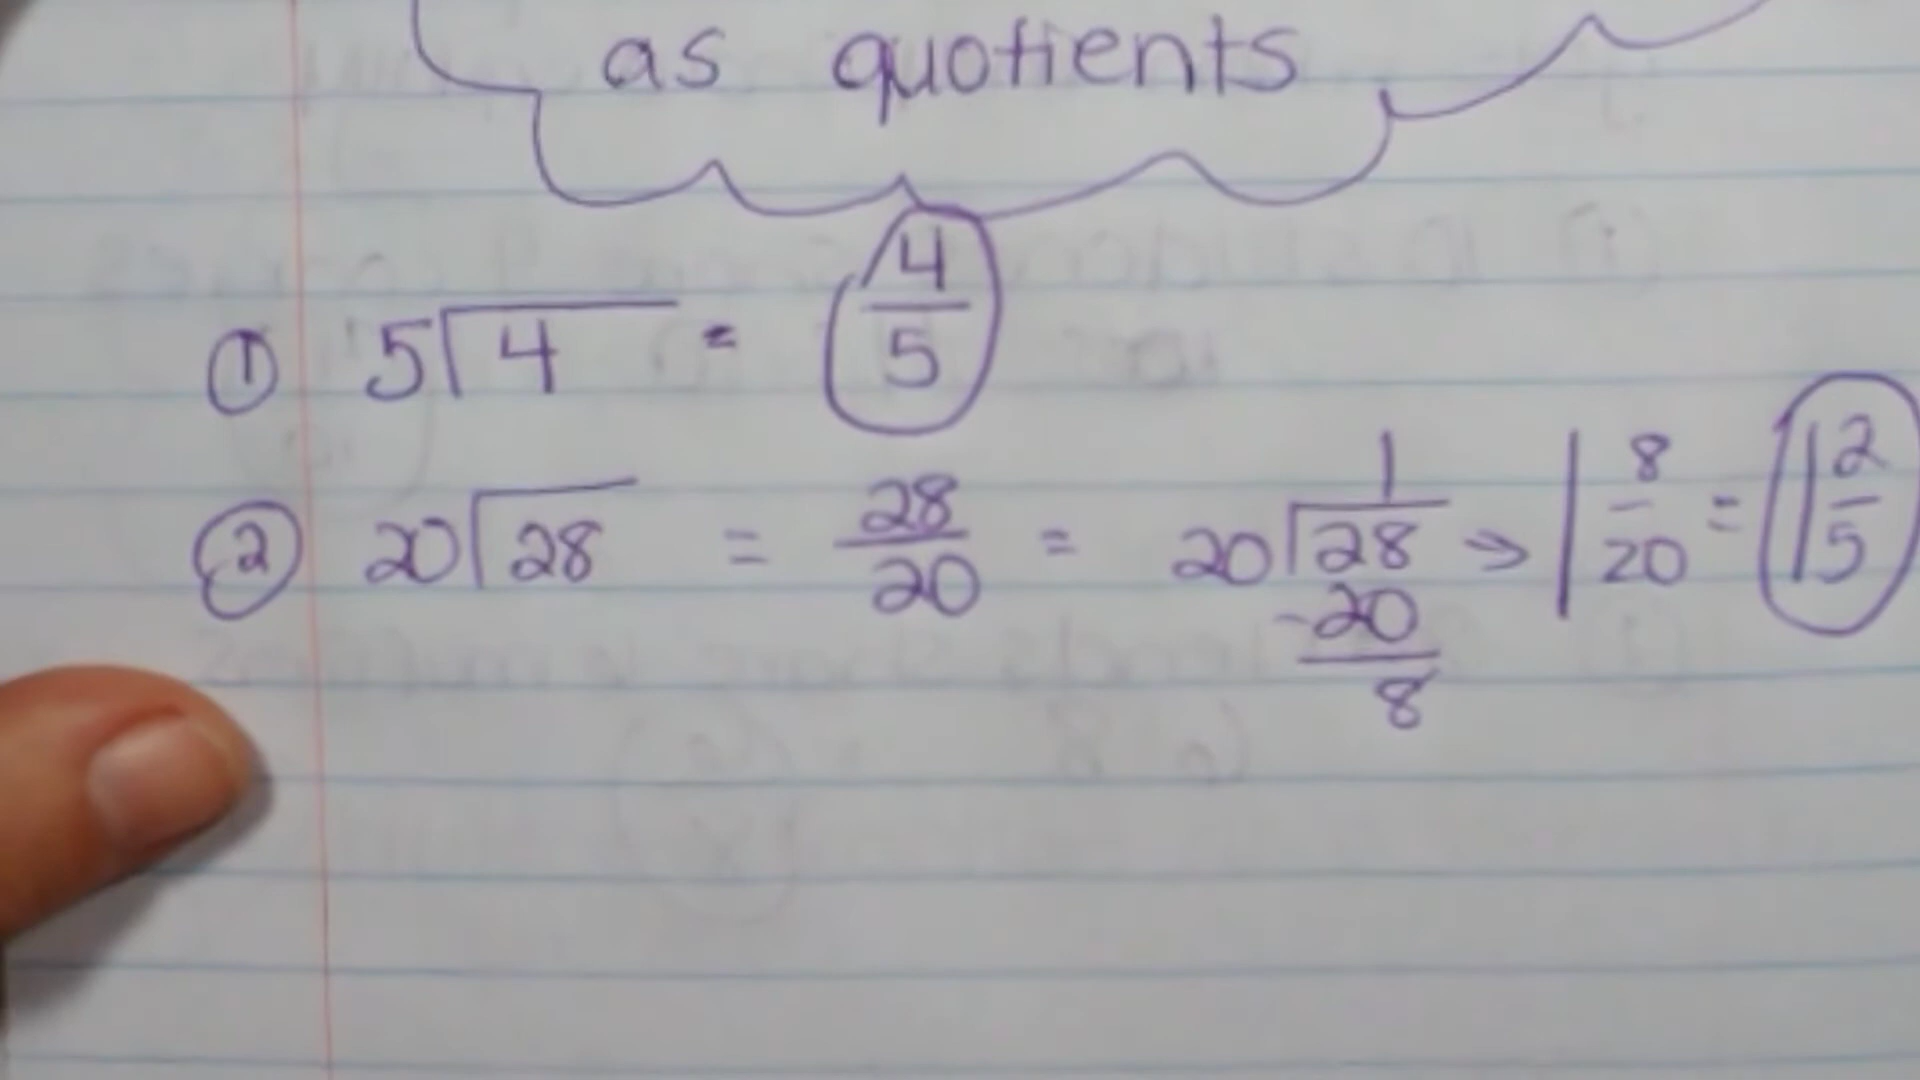 as quotients
① 5⟌4 = 4/5
② 20⟌28 = 28/20 = 20⟌28 → 1 8/20 = 1 2/5
1
-20
8